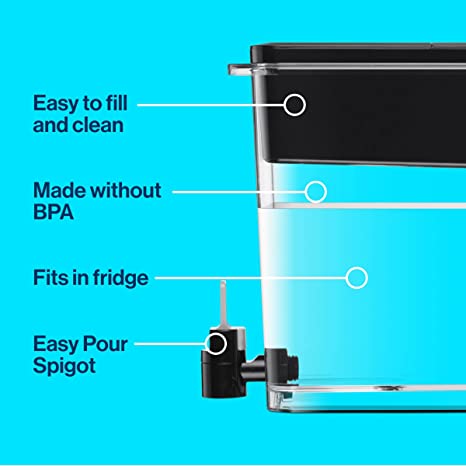 Easy to fill
and clean
Made without
BPA
Fits in fridge
Easy Pour
Spigot